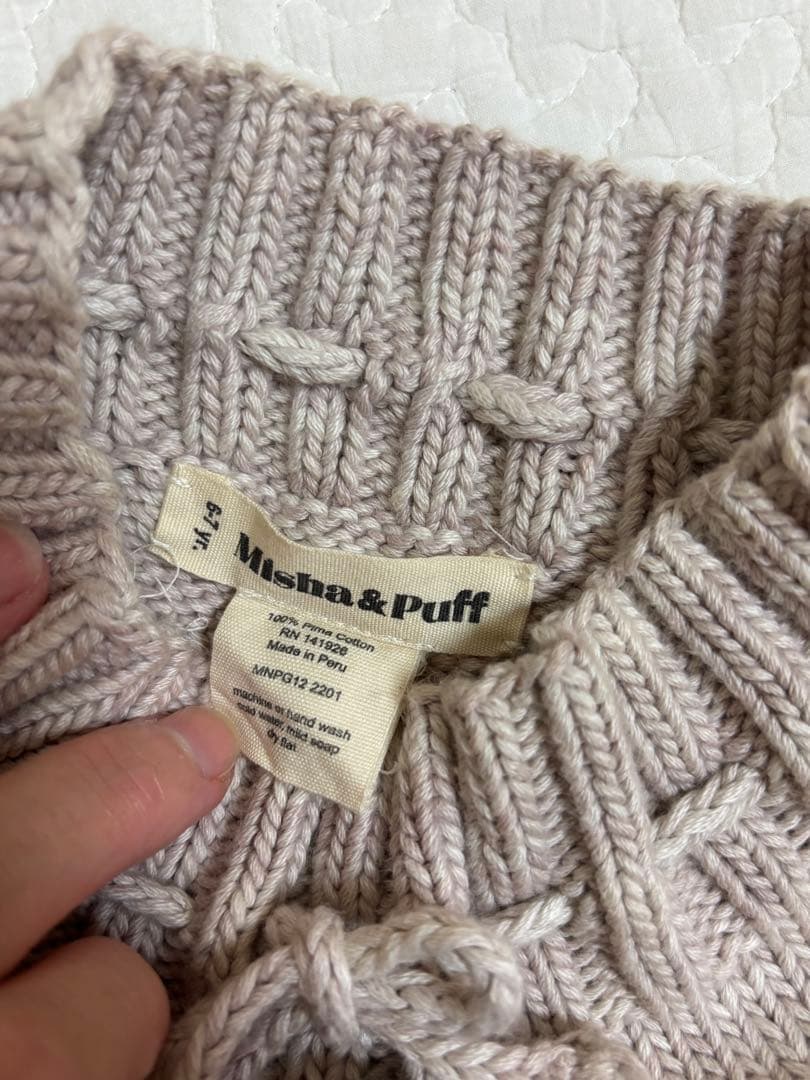 6-7 yr.
Misha & Puff
100% Pima Cotton
RN 141926
Made in Peru
MNPG12 2201
machine or hand wash
cold water, mild soap
dry flat